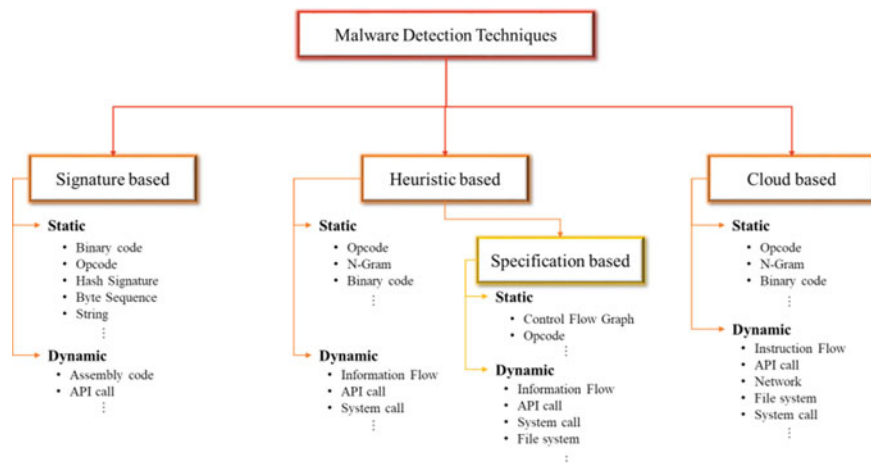 Malware Detection Techniques
Signature based
Static
• Binary code
• Opcode
• Hash Signature
• Byte Sequence
• String
⋮
Dynamic
• Assembly code
• API call
⋮
Heuristic based
Static
• Opcode
• N-Gram
• Binary code
⋮
Dynamic
• Information Flow
• API call
• System call
⋮
Specification based
Static
• Control Flow Graph
• Opcode
⋮
Dynamic
• Information Flow
• API call
• System call
• File system
⋮
Cloud based
Static
• Opcode
• N-Gram
• Binary code
⋮
Dynamic
• Instruction Flow
• API call
• Network
• File system
• System call
⋮